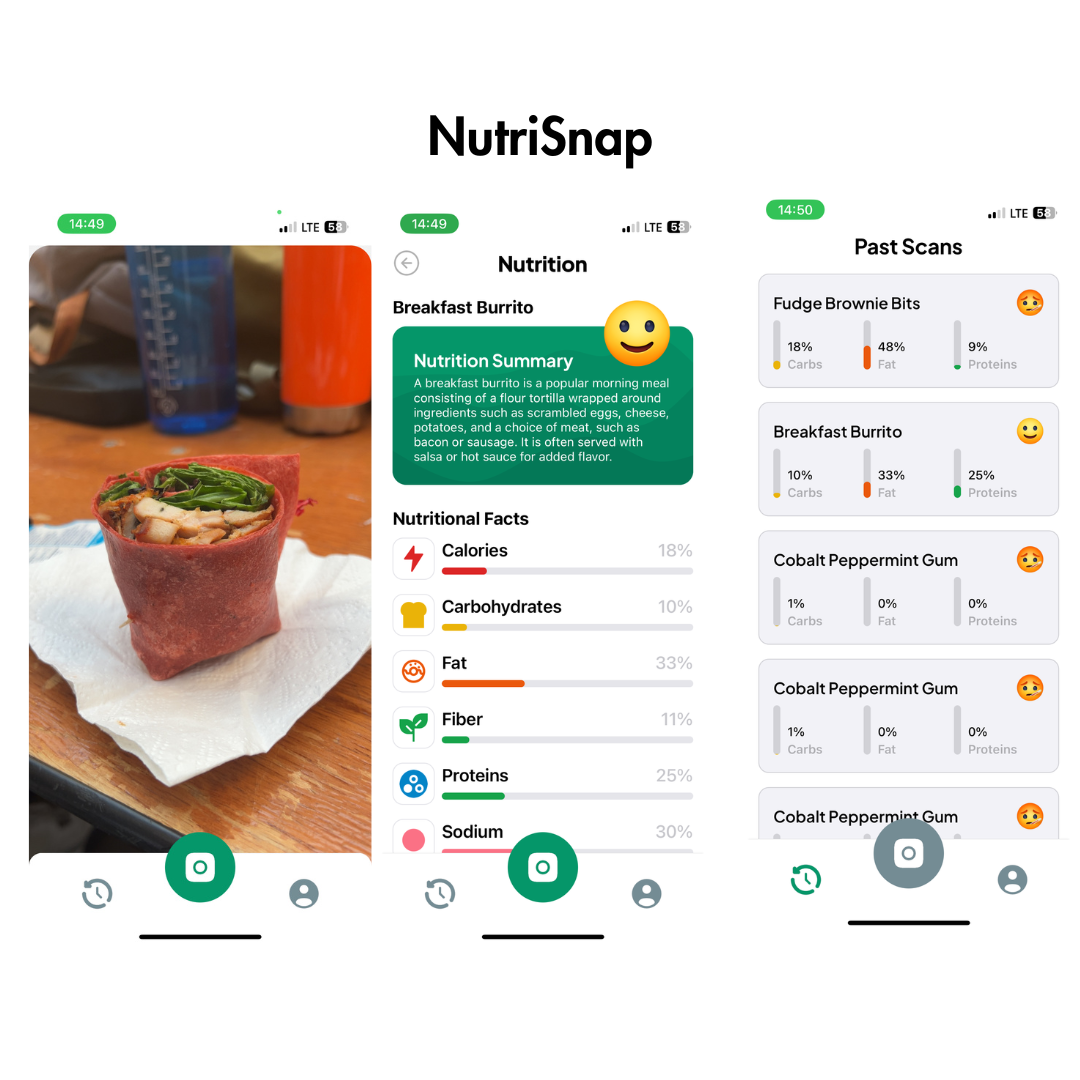 NutriSnap
14:49
LTE 58
14:49
LTE 58
Nutrition
Breakfast Burrito
Nutrition Summary
A breakfast burrito is a popular morning meal
consisting of a flour tortilla wrapped around
ingredients such as scrambled eggs, cheese,
potatoes, and a choice of meat, such as
bacon or sausage. It is often served with
salsa or hot sauce for added flavor.
Nutritional Facts
Calories 18%
Carbohydrates 10%
Fat 33%
Fiber 11%
Proteins 25%
Sodium 30%
14:50
LTE 58
Past Scans
Fudge Brownie Bits
18% 48% 9%
Carbs Fat Proteins
Breakfast Burrito
10% 33% 25%
Carbs Fat Proteins
Cobalt Peppermint Gum
1% 0% 0%
Carbs Fat Proteins
Cobalt Peppermint Gum
1% 0% 0%
Carbs Fat Proteins
Cobalt Peppermint Gum